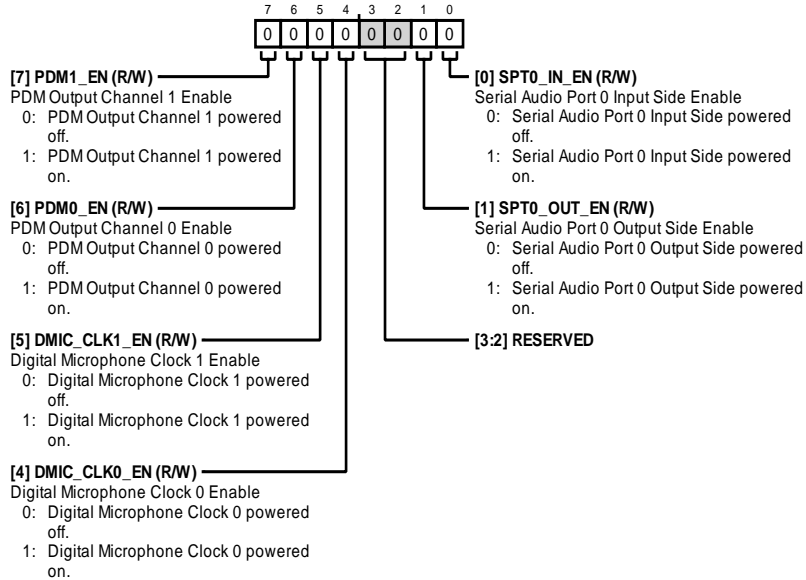 7 6 5 4 3 2 1 0
0 0 0 0 0 0 0 0
[7] PDM1_EN (R/W)
PDM Output Channel 1 Enable
0: PDM Output Channel 1 powered
off.
1: PDM Output Channel 1 powered
on.
[6] PDM0_EN (R/W)
PDM Output Channel 0 Enable
0: PDM Output Channel 0 powered
off.
1: PDM Output Channel 0 powered
on.
[5] DMIC_CLK1_EN (R/W)
Digital Microphone Clock 1 Enable
0: Digital Microphone Clock 1 powered
off.
1: Digital Microphone Clock 1 powered
on.
[4] DMIC_CLK0_EN (R/W)
Digital Microphone Clock 0 Enable
0: Digital Microphone Clock 0 powered
off.
1: Digital Microphone Clock 0 powered
on.
[0] SPT0_IN_EN (R/W)
Serial Audio Port 0 Input Side Enable
0: Serial Audio Port 0 Input Side powered
off.
1: Serial Audio Port 0 Input Side powered
on.
[1] SPT0_OUT_EN (R/W)
Serial Audio Port 0 Output Side Enable
0: Serial Audio Port 0 Output Side powered
off.
1: Serial Audio Port 0 Output Side powered
on.
[3:2] RESERVED